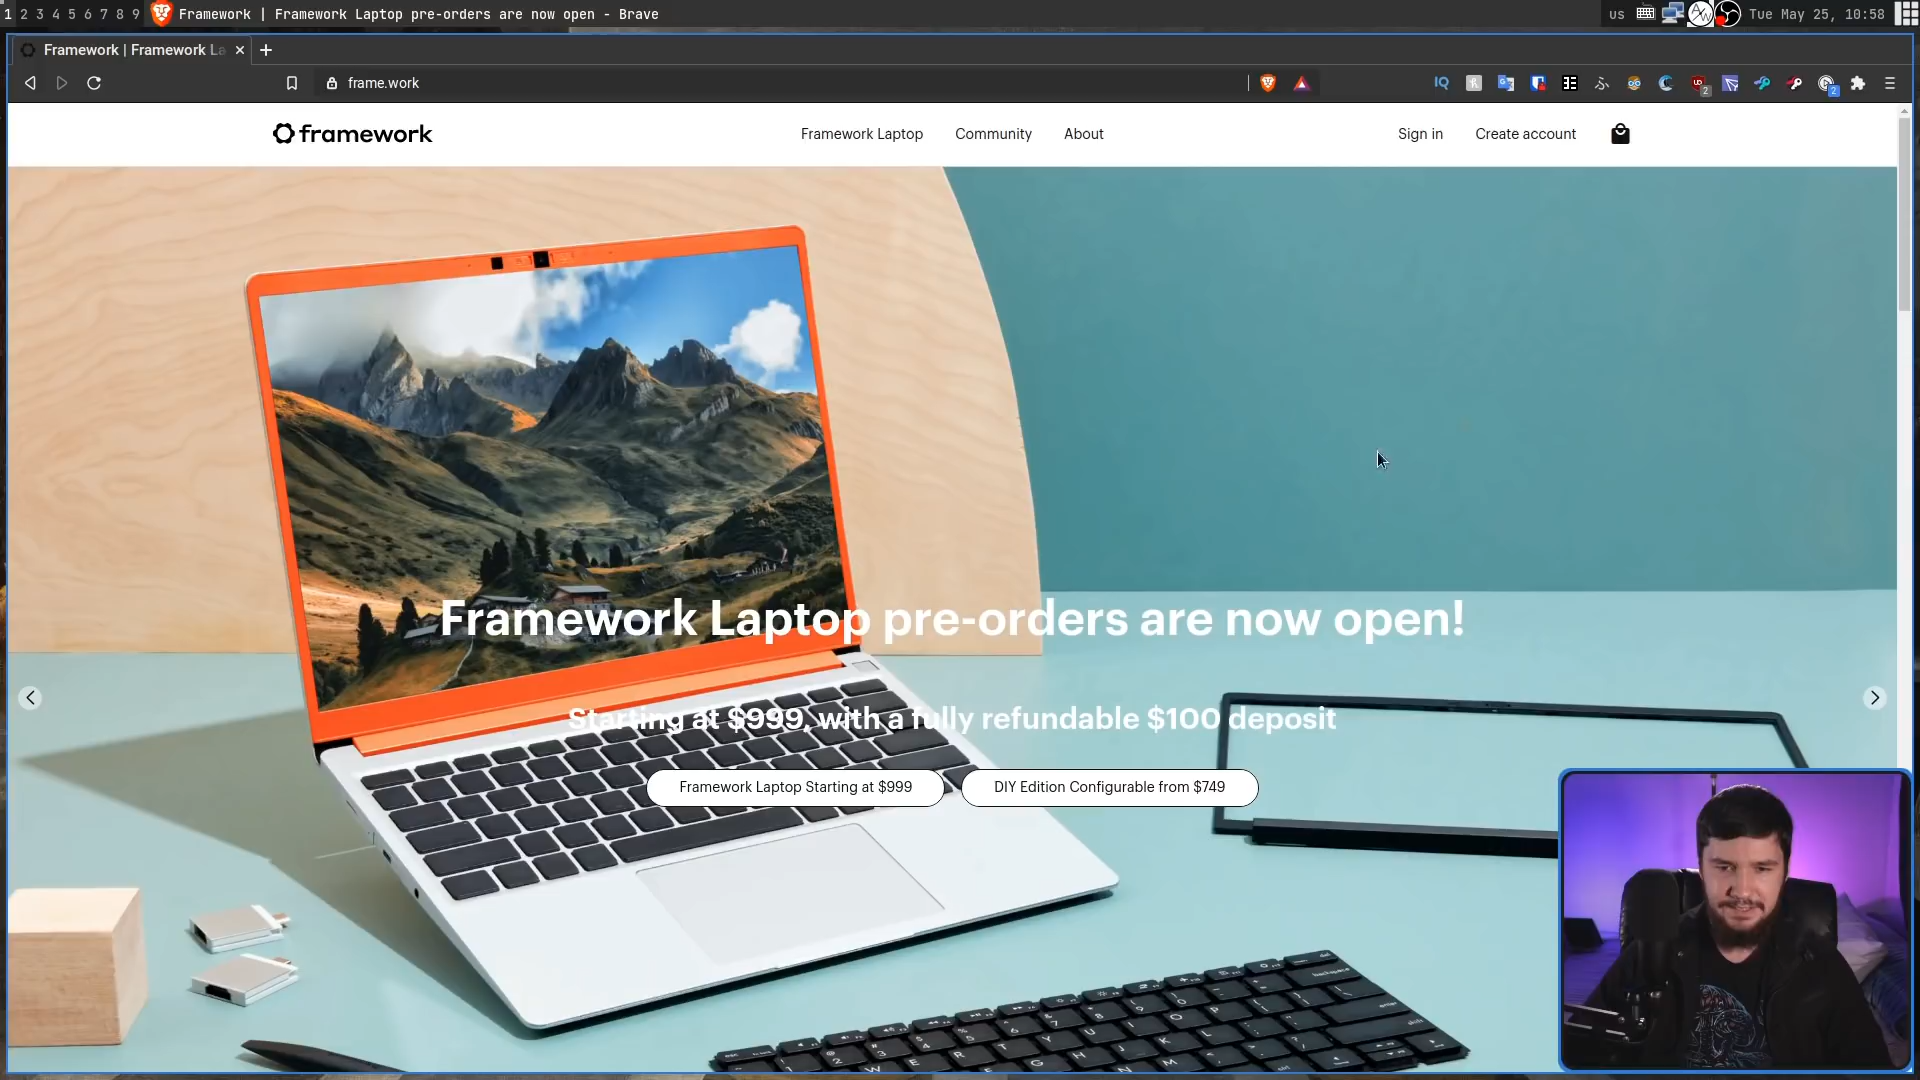 1 2 3 4 5 6 7 8 9 Framework | Framework Laptop pre-orders are now open - Brave
us Tue May 25, 10:58
Framework | Framework La
frame.work
IQ
2
2
framework
Framework Laptop
Community
About
Sign in
Create account
Framework Laptop pre-orders are now open!
Starting at $999, with a fully refundable $100 deposit
Framework Laptop Starting at $999
DIY Edition Configurable from $749